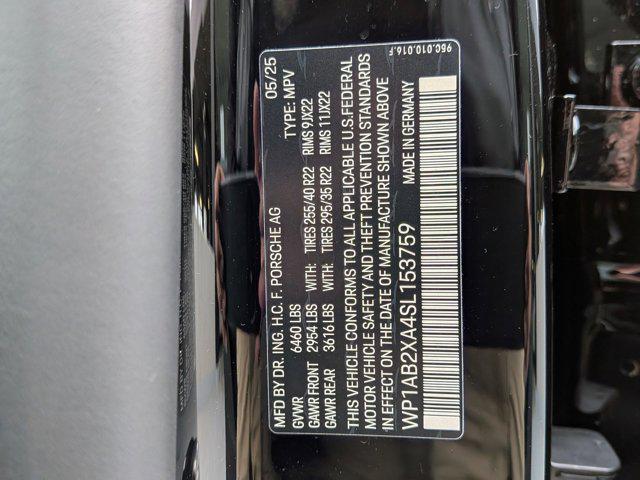 MFD BY DR. ING. H.C. F. PORSCHE AG 05/25
GVWR 6460 LBS TYPE: MPV
GAWR FRONT 2954 LBS WITH: TIRES 255/40 R22 RIMS 9JX22
GAWR REAR 3616 LBS WITH: TIRES 295/35 R22 RIMS 11JX22
THIS VEHICLE CONFORMS TO ALL APPLICABLE U.S. FEDERAL
MOTOR VEHICLE SAFETY AND THEFT PREVENTION STANDARDS
IN EFFECT ON THE DATE OF MANUFACTURE SHOWN ABOVE
WP1AB2XA4SL153759 MADE IN GERMANY
95C.010.016.F